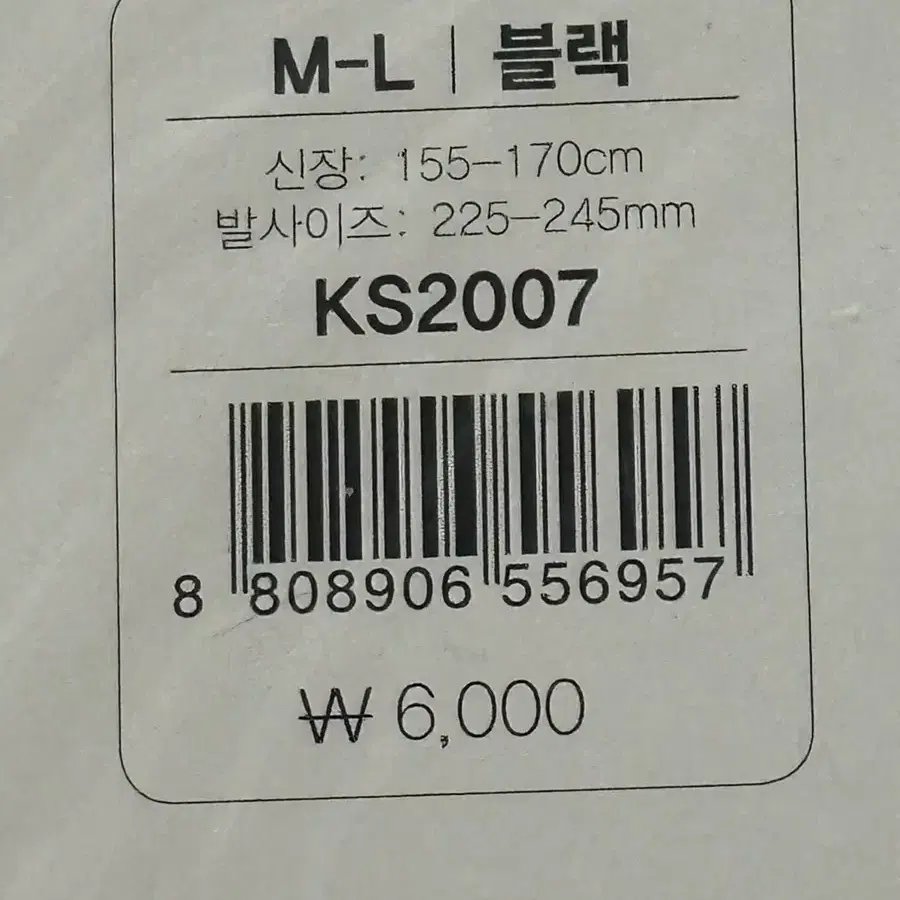 M-L | 블랙
신장: 155-170cm
발사이즈: 225-245mm
KS2007
8 808906 556957
₩ 6,000